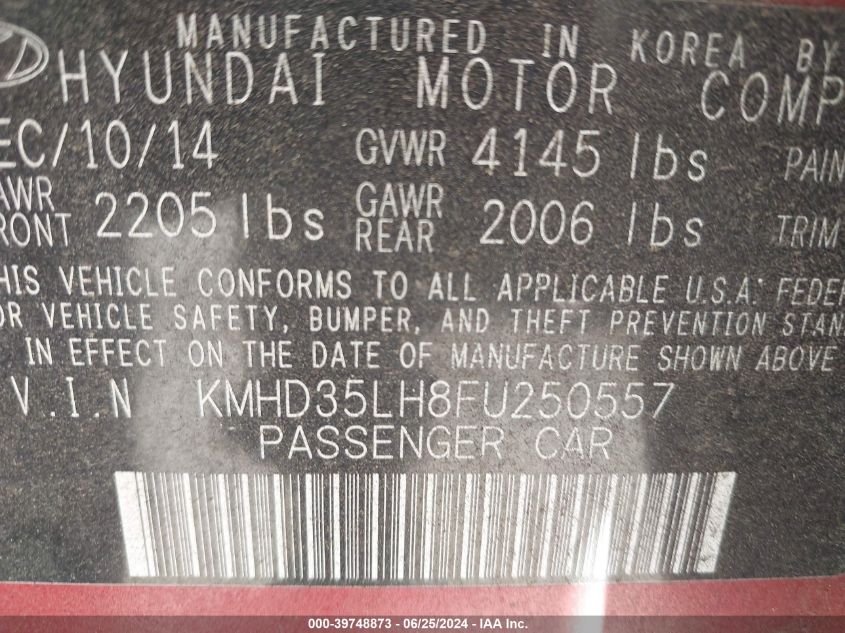 MANUFACTURED IN KOREA BY
HYUNDAI MOTOR COMP
EC/10/14 GVWR 4145 lbs PAIN
AWR FRONT 2205 lbs GAWR REAR 2006 lbs TRIM
HIS VEHICLE CONFORMS TO ALL APPLICABLE U.S.A. FEDER
OR VEHICLE SAFETY, BUMPER, AND THEFT PREVENTION STAN
IN EFFECT ON THE DATE OF MANUFACTURE SHOWN ABOVE
V.I.N KMHD35LH8FU250557
PASSENGER CAR
000-39748873 - 06/25/2024 - IAA Inc.